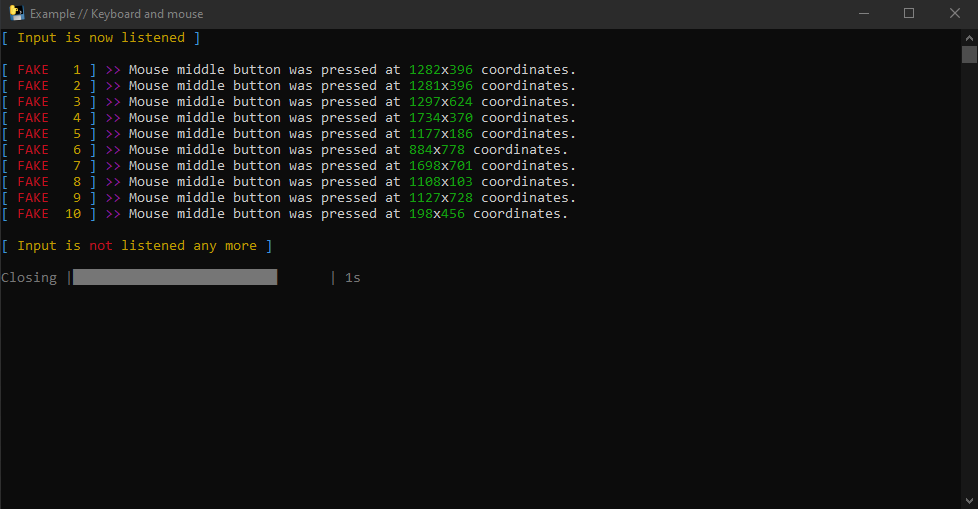 Example // Keyboard and mouse
[ Input is now listened ]
[ FAKE 1 ] >> Mouse middle button was pressed at 1282x396 coordinates.
[ FAKE 2 ] >> Mouse middle button was pressed at 1281x396 coordinates.
[ FAKE 3 ] >> Mouse middle button was pressed at 1297x624 coordinates.
[ FAKE 4 ] >> Mouse middle button was pressed at 1734x370 coordinates.
[ FAKE 5 ] >> Mouse middle button was pressed at 1177x186 coordinates.
[ FAKE 6 ] >> Mouse middle button was pressed at 884x778 coordinates.
[ FAKE 7 ] >> Mouse middle button was pressed at 1698x701 coordinates.
[ FAKE 8 ] >> Mouse middle button was pressed at 1108x103 coordinates.
[ FAKE 9 ] >> Mouse middle button was pressed at 1127x728 coordinates.
[ FAKE 10 ] >> Mouse middle button was pressed at 198x456 coordinates.
[ Input is not listened any more ]
Closing | | 1s